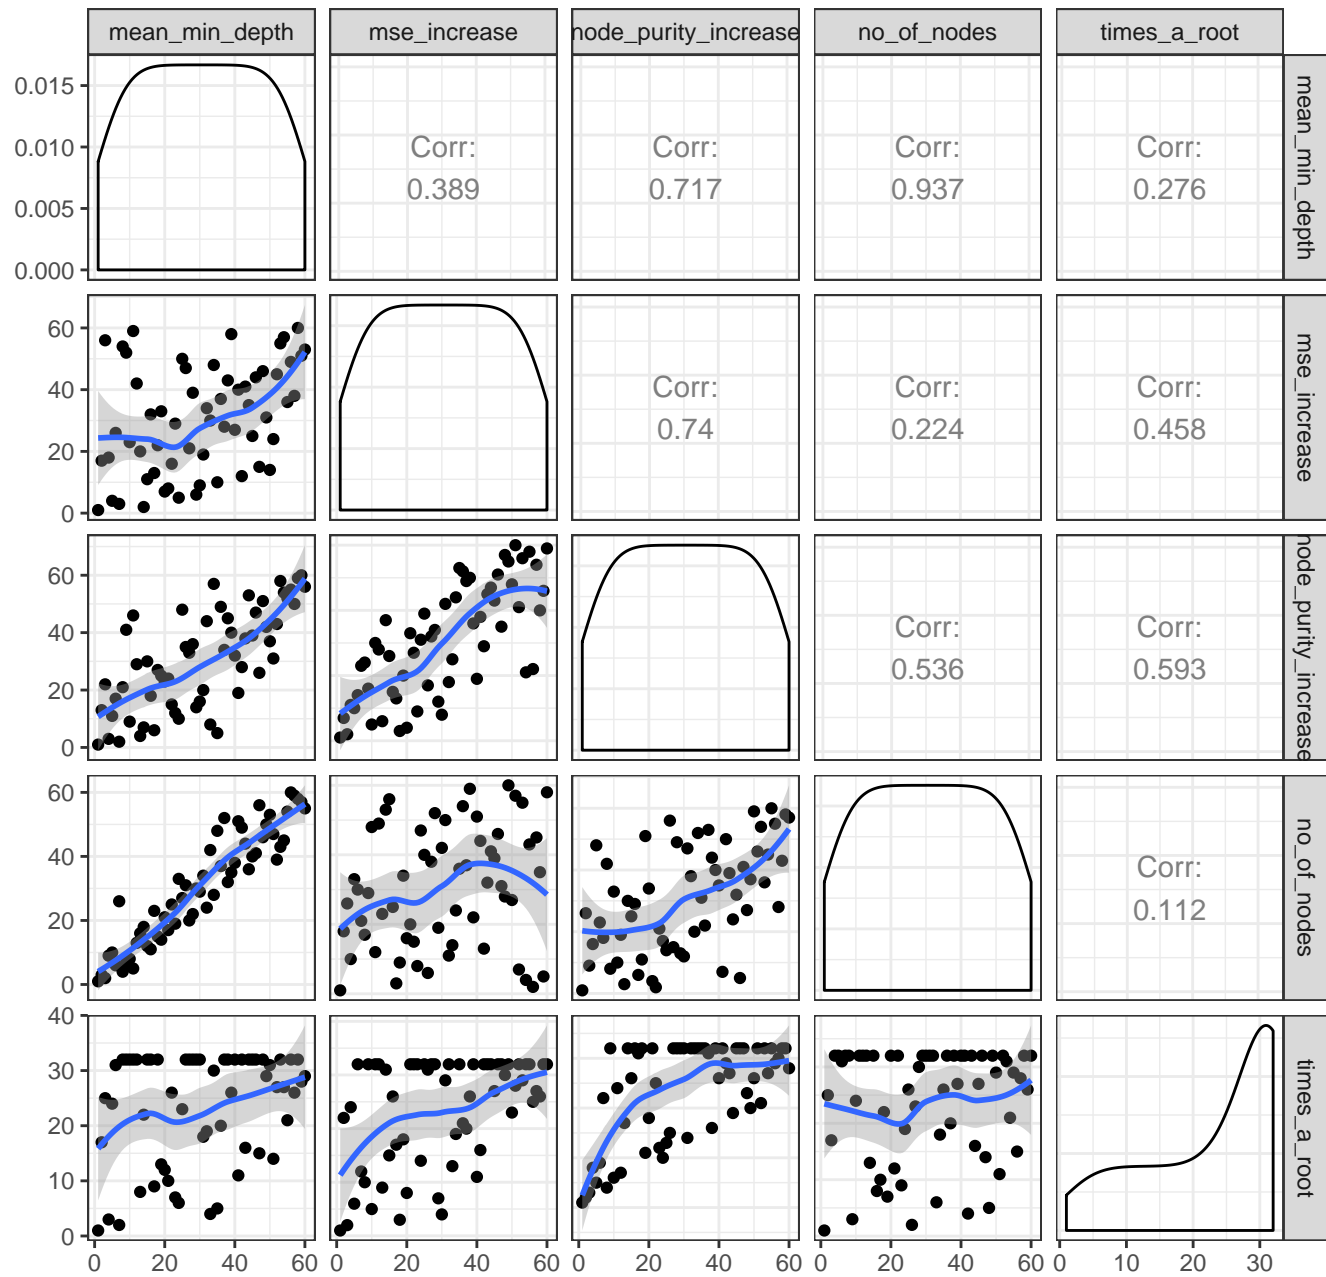 mean_min_depth mse_increase node_purity_increase no_of_nodes times_a_root
0.015
0.010
0.005
0.000
Corr:
0.389
Corr:
0.717
Corr:
0.937
Corr:
0.276
mean_min_depth
60
40
20
0
Corr:
0.74
Corr:
0.224
Corr:
0.458
mse_increase
60
40
20
0
Corr:
0.536
Corr:
0.593
node_purity_increase
60
40
20
0
Corr:
0.112
no_of_nodes
40
30
20
10
0
times_a_root
0 20 40 60 0 20 40 60 0 20 40 60 0 20 40 60 0 10 20 30